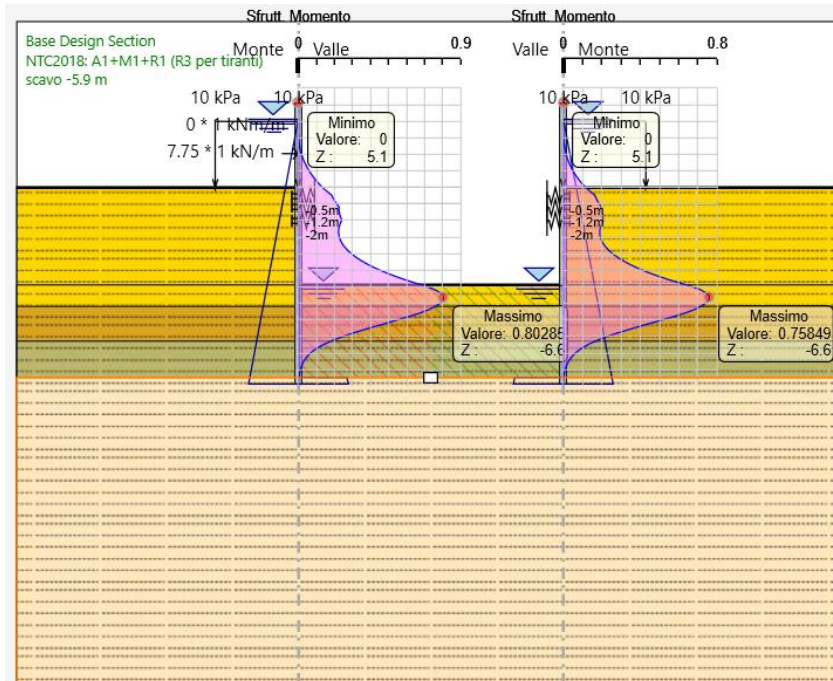 Sfrutt. Momento
Sfrutt. Momento
Base Design Section
NTC2018: A1+M1+R1 (R3 per tiranti)
scavo -5.9 m
Monte
0
Valle
0.9
Valle
0
Monte
0.8
10 kPa
10 kPa
10 kPa
10 kPa
0 * 1 kNm/m
7.75 * 1 kN/m
Minimo
Valore: 0
Z : 5.1
Minimo
Valore: 0
Z : 5.1
-0.5m
-1.2m
-2m
-0.5m
-1.2m
-2m
Massimo
Valore: 0.80285
Z : -6.6
Massimo
Valore: 0.75849
Z : -6.6